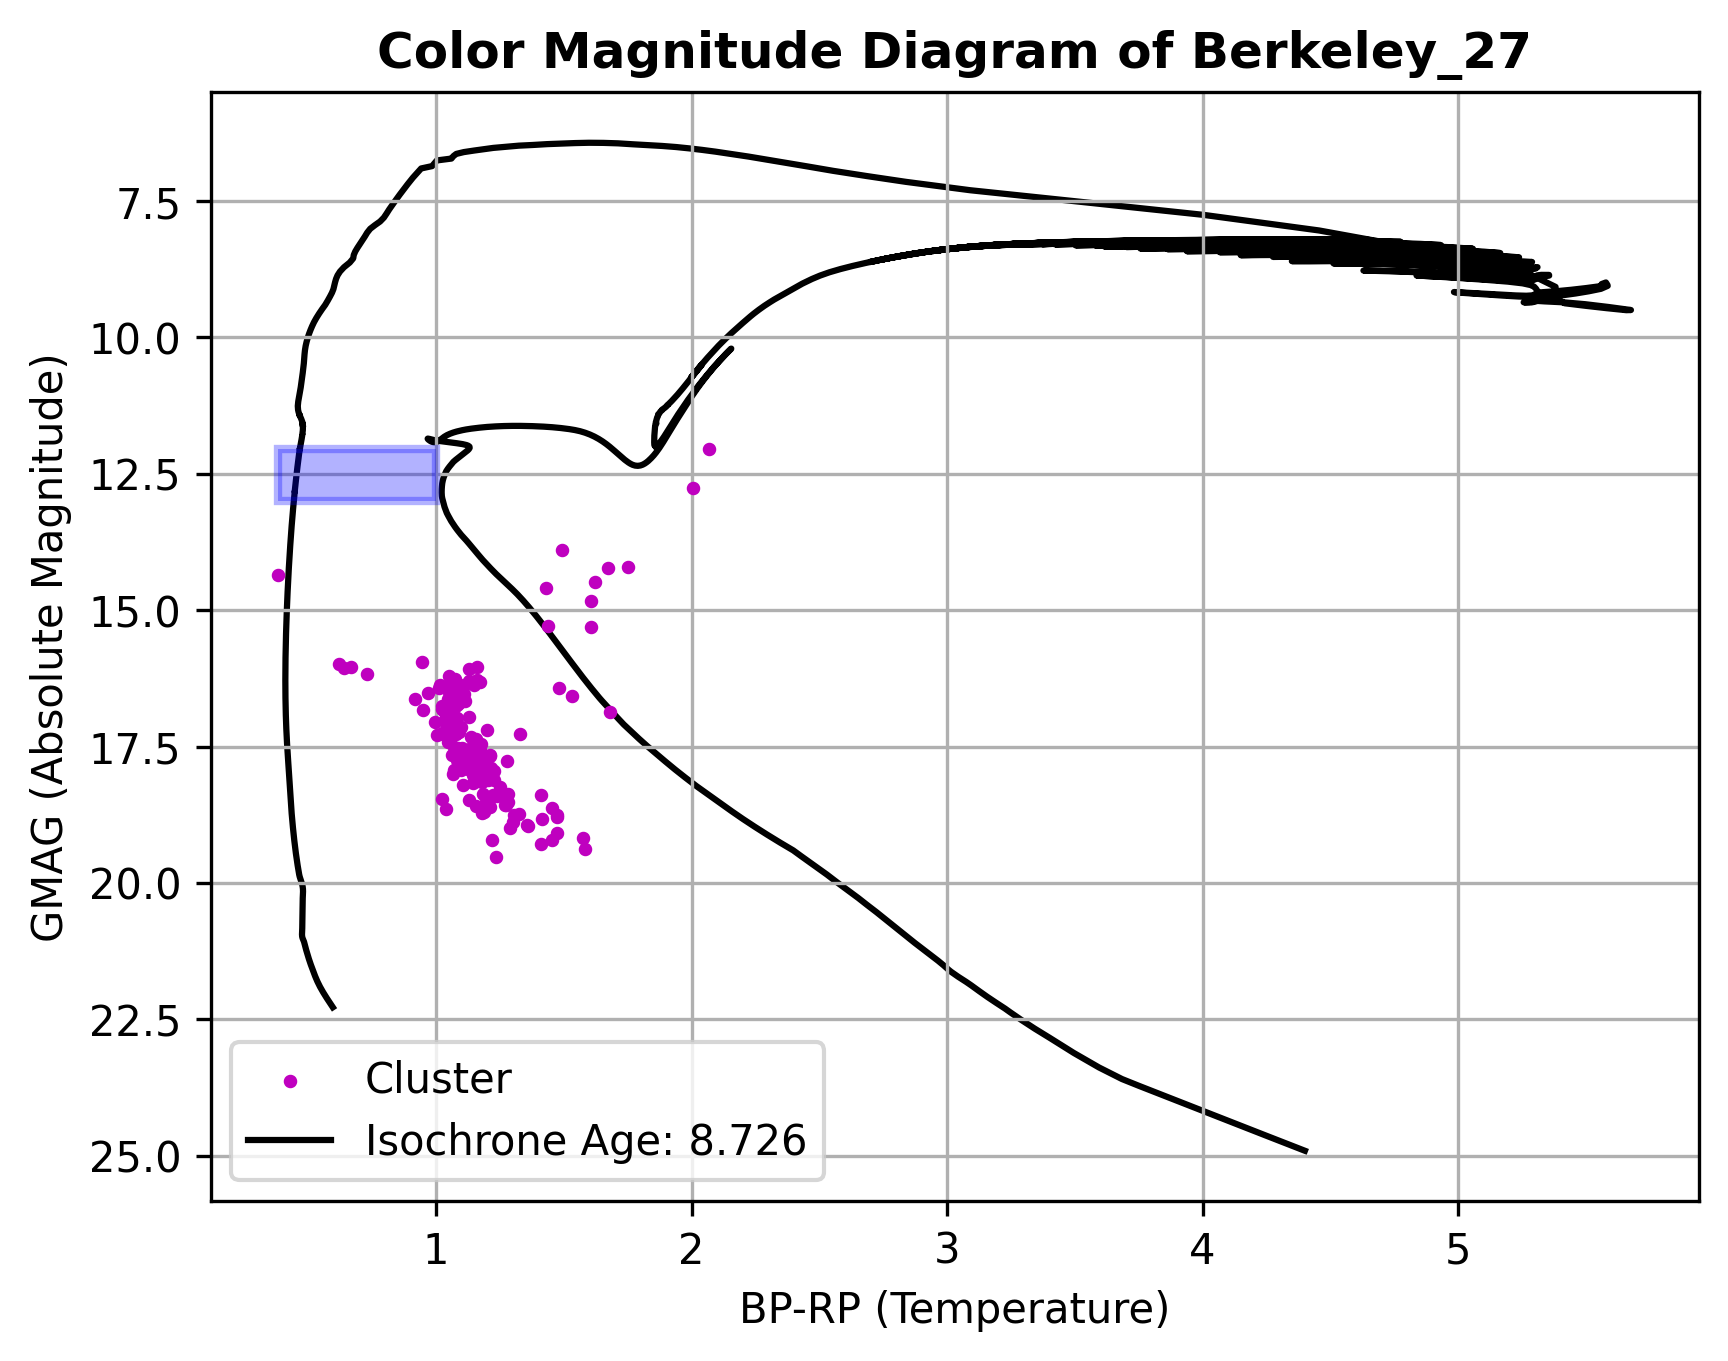 Color Magnitude Diagram of Berkeley_27
GMAG (Absolute Magnitude)
7.5
10.0
12.5
15.0
17.5
20.0
22.5
25.0
Cluster
Isochrone Age: 8.726
1 2 3 4 5
BP-RP (Temperature)